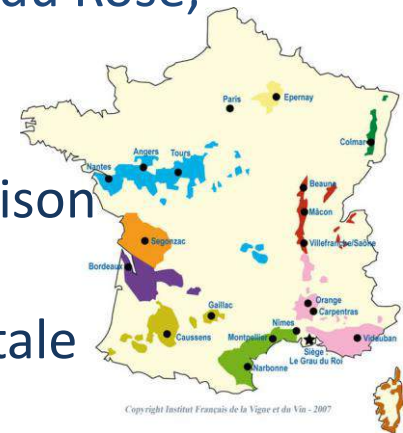 du Rosé,
Paris
Epernay
Colmar
Angers
Tours
Nantes
Beaune
ison
Mâcon
Segonzac
Villefranche/Saône
Bordeaux
Orange
Gaillac
Carpentras
tale
Nîmes
Caussens
Montpellier
Siège
Vidauban
Le Grau du Roi
Narbonne
Copyright Institut Français de la Vigne et du Vin - 2007